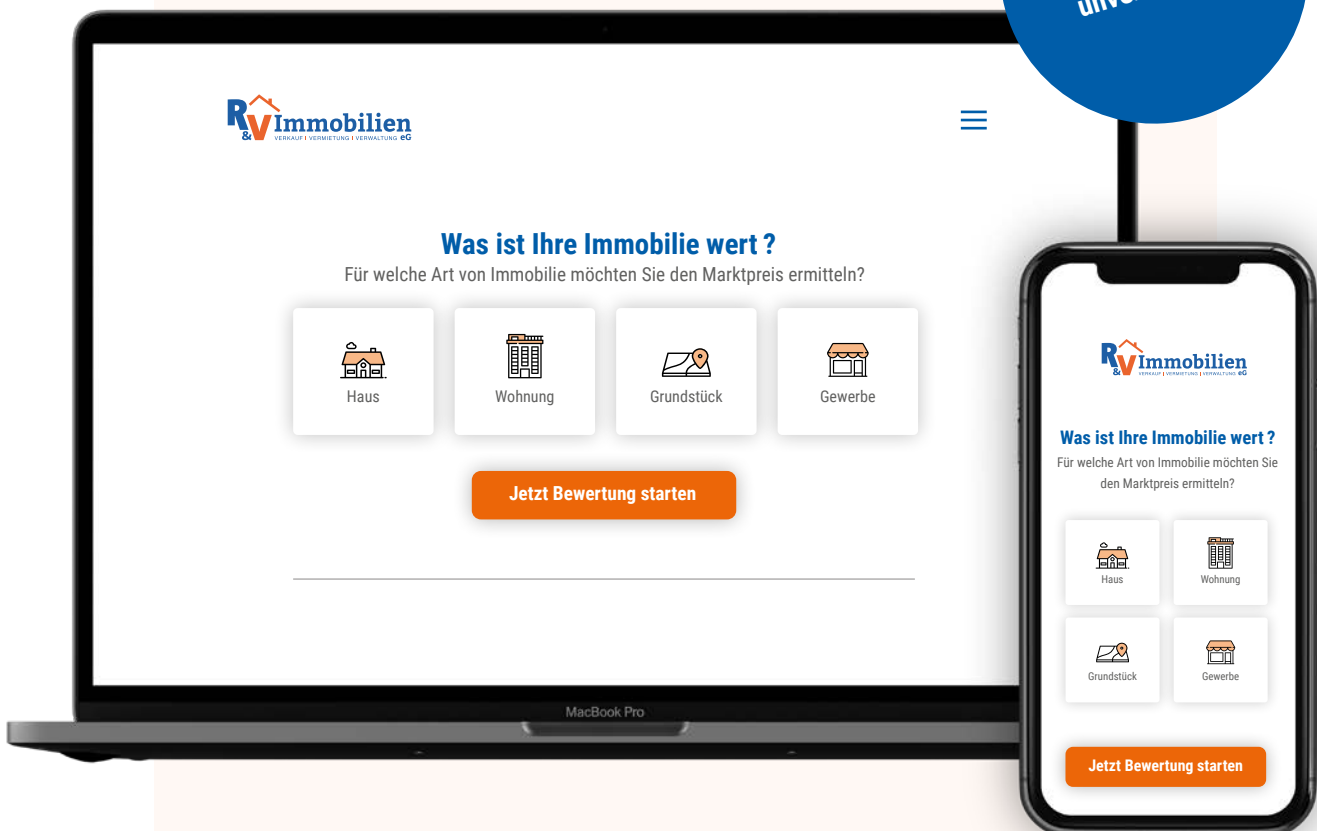 R&V Immobilien eG
VERKAUF I VERMIETUNG I VERWALTUNG
Was ist Ihre Immobilie wert ?
Für welche Art von Immobilie möchten Sie den Marktpreis ermitteln?
Haus
Wohnung
Grundstück
Gewerbe
Jetzt Bewertung starten
MacBook Pro
R&V Immobilien eG
VERKAUF I VERMIETUNG I VERWALTUNG
Was ist Ihre Immobilie wert ?
Für welche Art von Immobilie möchten Sie
den Marktpreis ermitteln?
Haus
Wohnung
Grundstück
Gewerbe
Jetzt Bewertung starten